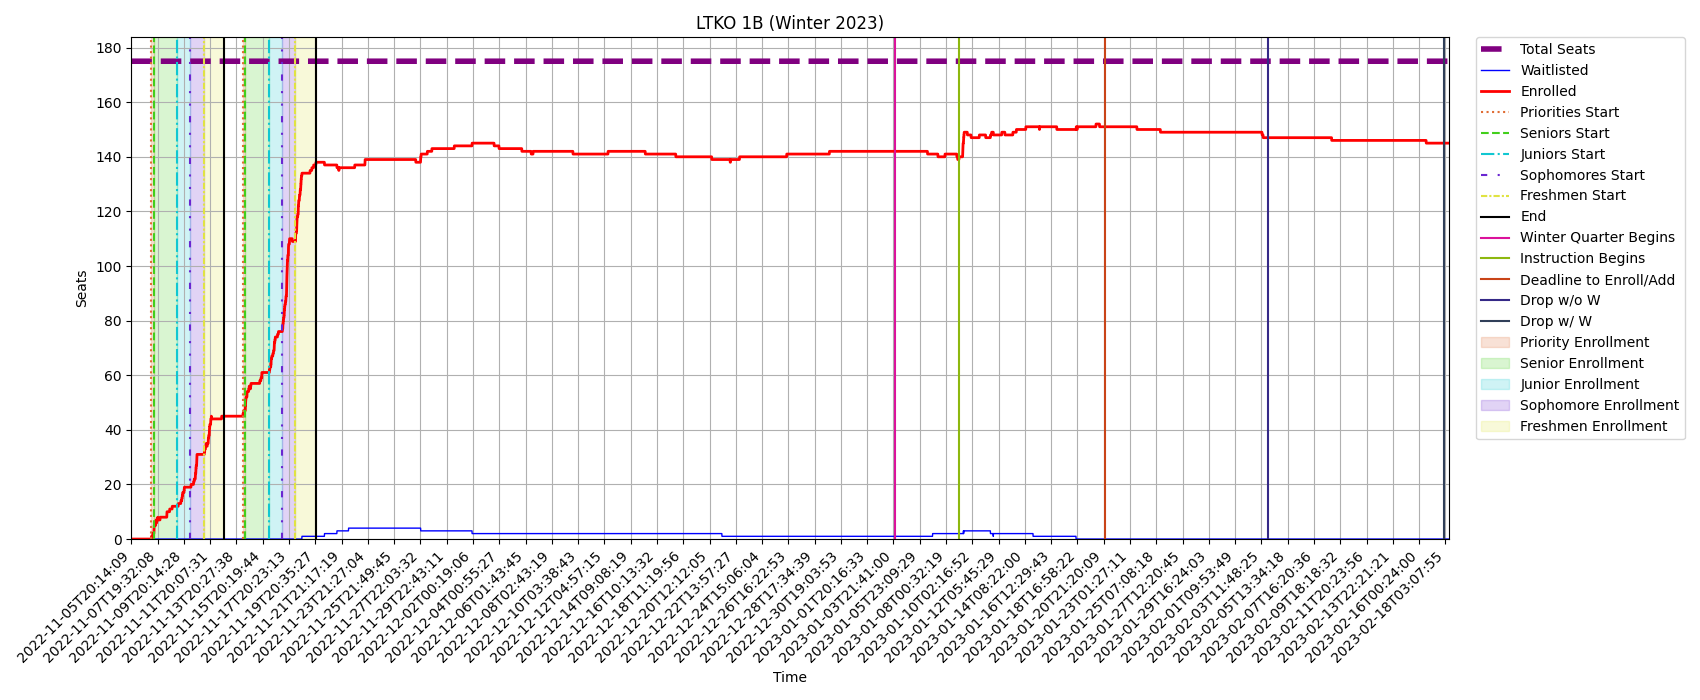 LTKO 1B (Winter 2023)
Seats
180
160
140
120
100
80
60
40
20
0
2022-11-05T20:14:09
2022-11-07T19:32:08
2022-11-09T20:14:28
2022-11-11T20:07:31
2022-11-13T20:27:38
2022-11-15T20:19:44
2022-11-17T20:23:13
2022-11-19T20:35:27
2022-11-21T21:17:19
2022-11-23T21:27:04
2022-11-25T21:49:45
2022-11-27T22:03:32
2022-11-29T22:43:11
2022-12-02T00:19:06
2022-12-04T00:55:27
2022-12-06T01:43:45
2022-12-08T02:43:19
2022-12-10T03:38:43
2022-12-12T04:57:15
2022-12-14T09:08:19
2022-12-16T10:13:32
2022-12-18T11:19:56
2022-12-20T12:12:05
2022-12-22T13:57:27
2022-12-24T15:06:04
2022-12-26T16:22:53
2022-12-28T17:34:39
2022-12-30T19:03:53
2023-01-01T20:16:33
2023-01-03T21:41:00
2023-01-05T23:09:29
2023-01-08T00:32:19
2023-01-10T02:16:52
2023-01-12T05:45:29
2023-01-14T08:22:00
2023-01-16T12:29:43
2023-01-18T16:58:22
2023-01-20T21:20:09
2023-01-23T01:27:11
2023-01-25T07:08:18
2023-01-27T12:20:45
2023-01-29T16:24:03
2023-02-01T09:53:49
2023-02-03T11:48:25
2023-02-05T13:34:18
2023-02-07T16:20:36
2023-02-09T18:18:32
2023-02-11T20:23:56
2023-02-13T22:21:21
2023-02-16T00:24:00
2023-02-18T03:07:55
Time
Total Seats
Waitlisted
Enrolled
Priorities Start
Seniors Start
Juniors Start
Sophomores Start
Freshmen Start
End
Winter Quarter Begins
Instruction Begins
Deadline to Enroll/Add
Drop w/o W
Drop w/ W
Priority Enrollment
Senior Enrollment
Junior Enrollment
Sophomore Enrollment
Freshmen Enrollment